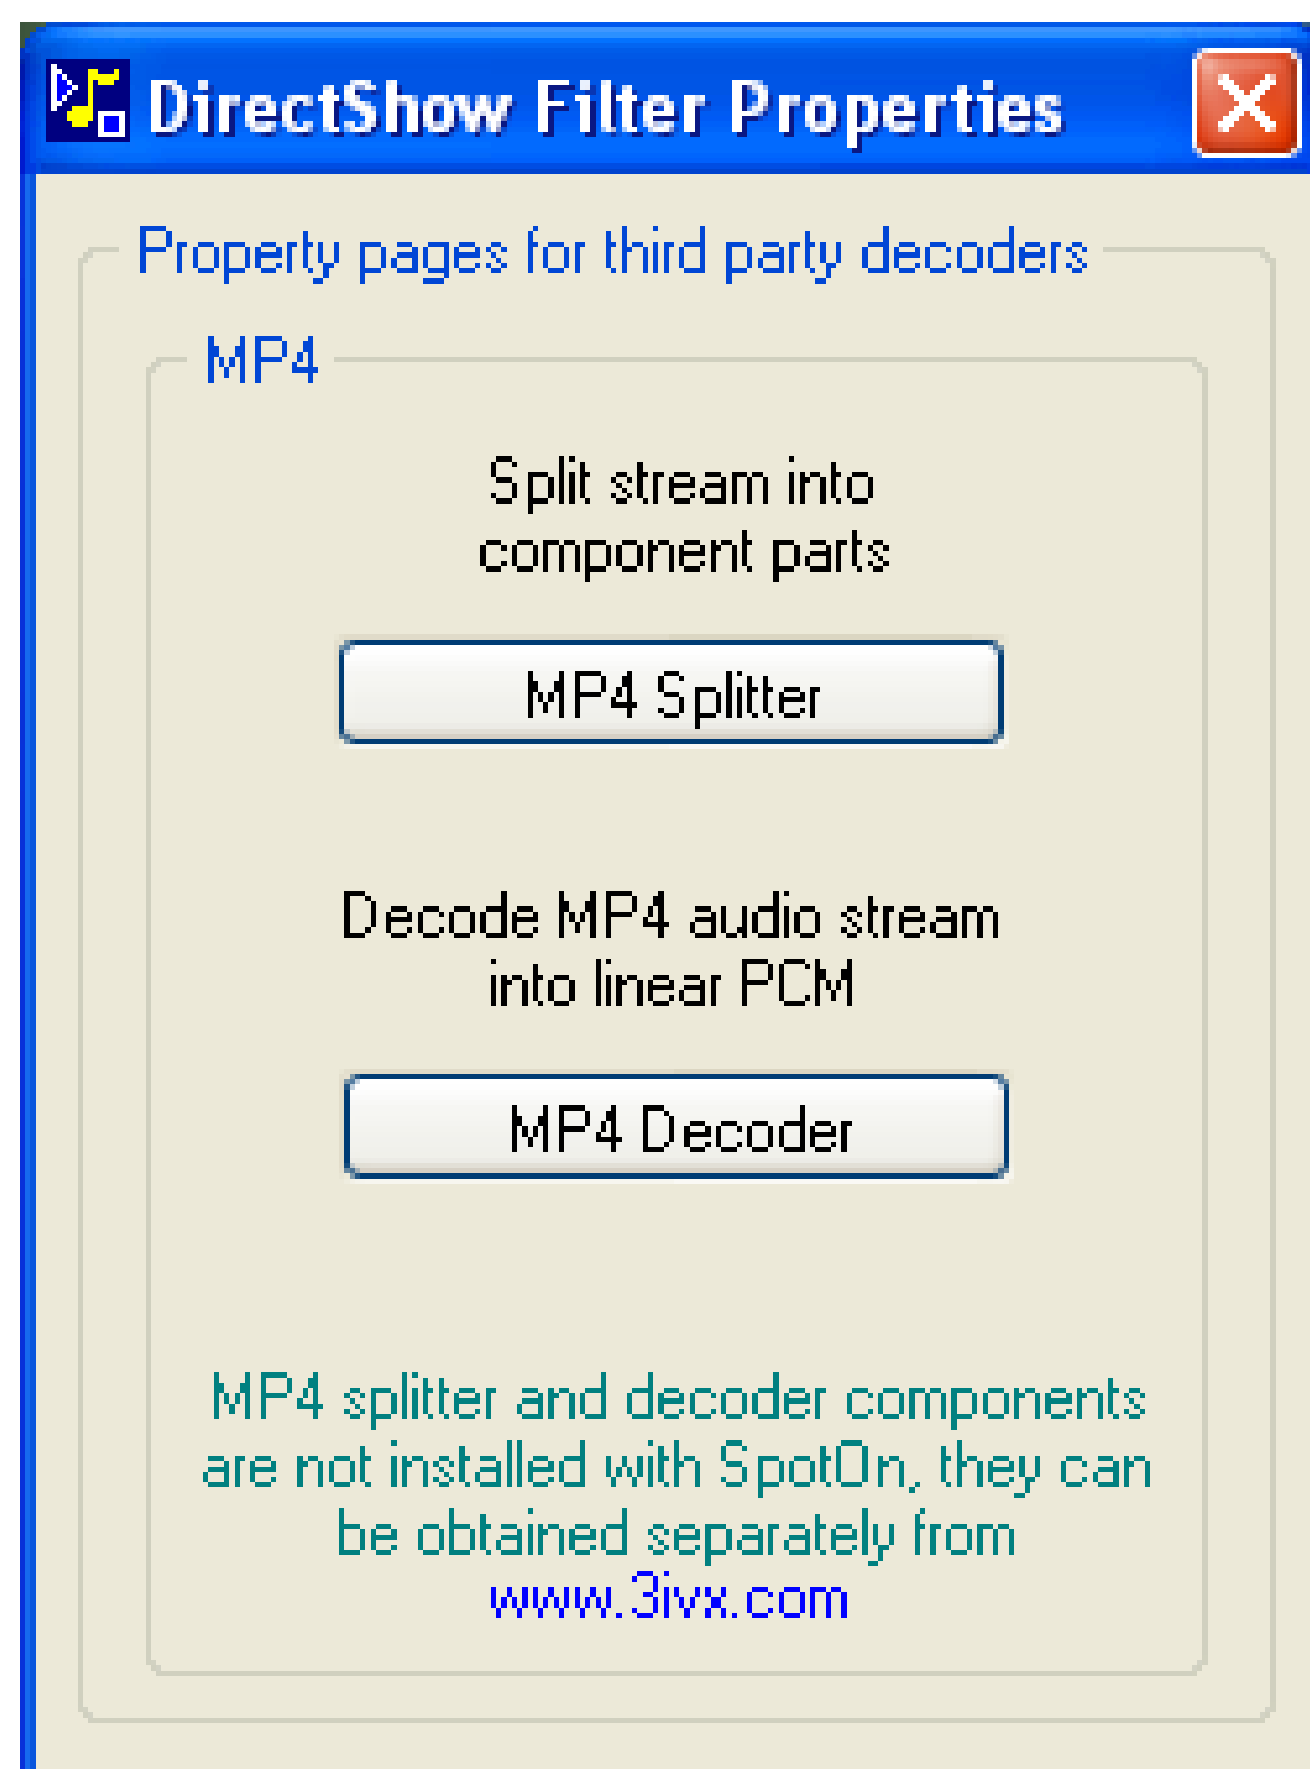 DirectShow Filter Properties
Property pages for third party decoders
MP4
Split stream into
component parts
MP4 Splitter
Decode MP4 audio stream
into linear PCM
MP4 Decoder
MP4 splitter and decoder components
are not installed with SpotOn, they can
be obtained separately from
www.3ivx.com